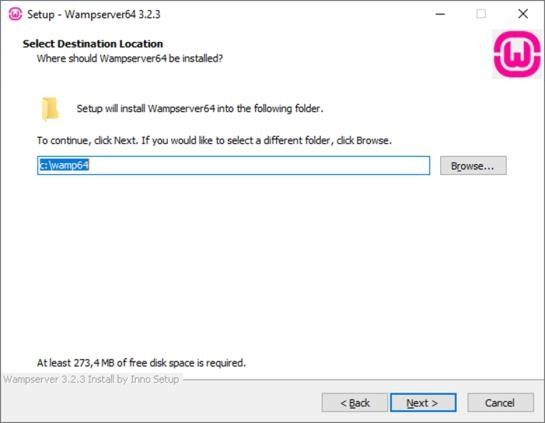 Setup - Wampserver64 3.2.3
Select Destination Location
Where should Wampserver64 be installed?
Setup will install Wampserver64 into the following folder.
To continue, click Next. If you would like to select a different folder, click Browse.
c:\wamp64
Browse...
At least 273,4 MB of free disk space is required.
Wampserver 3.2.3 Install by Inno Setup
< Back
Next >
Cancel